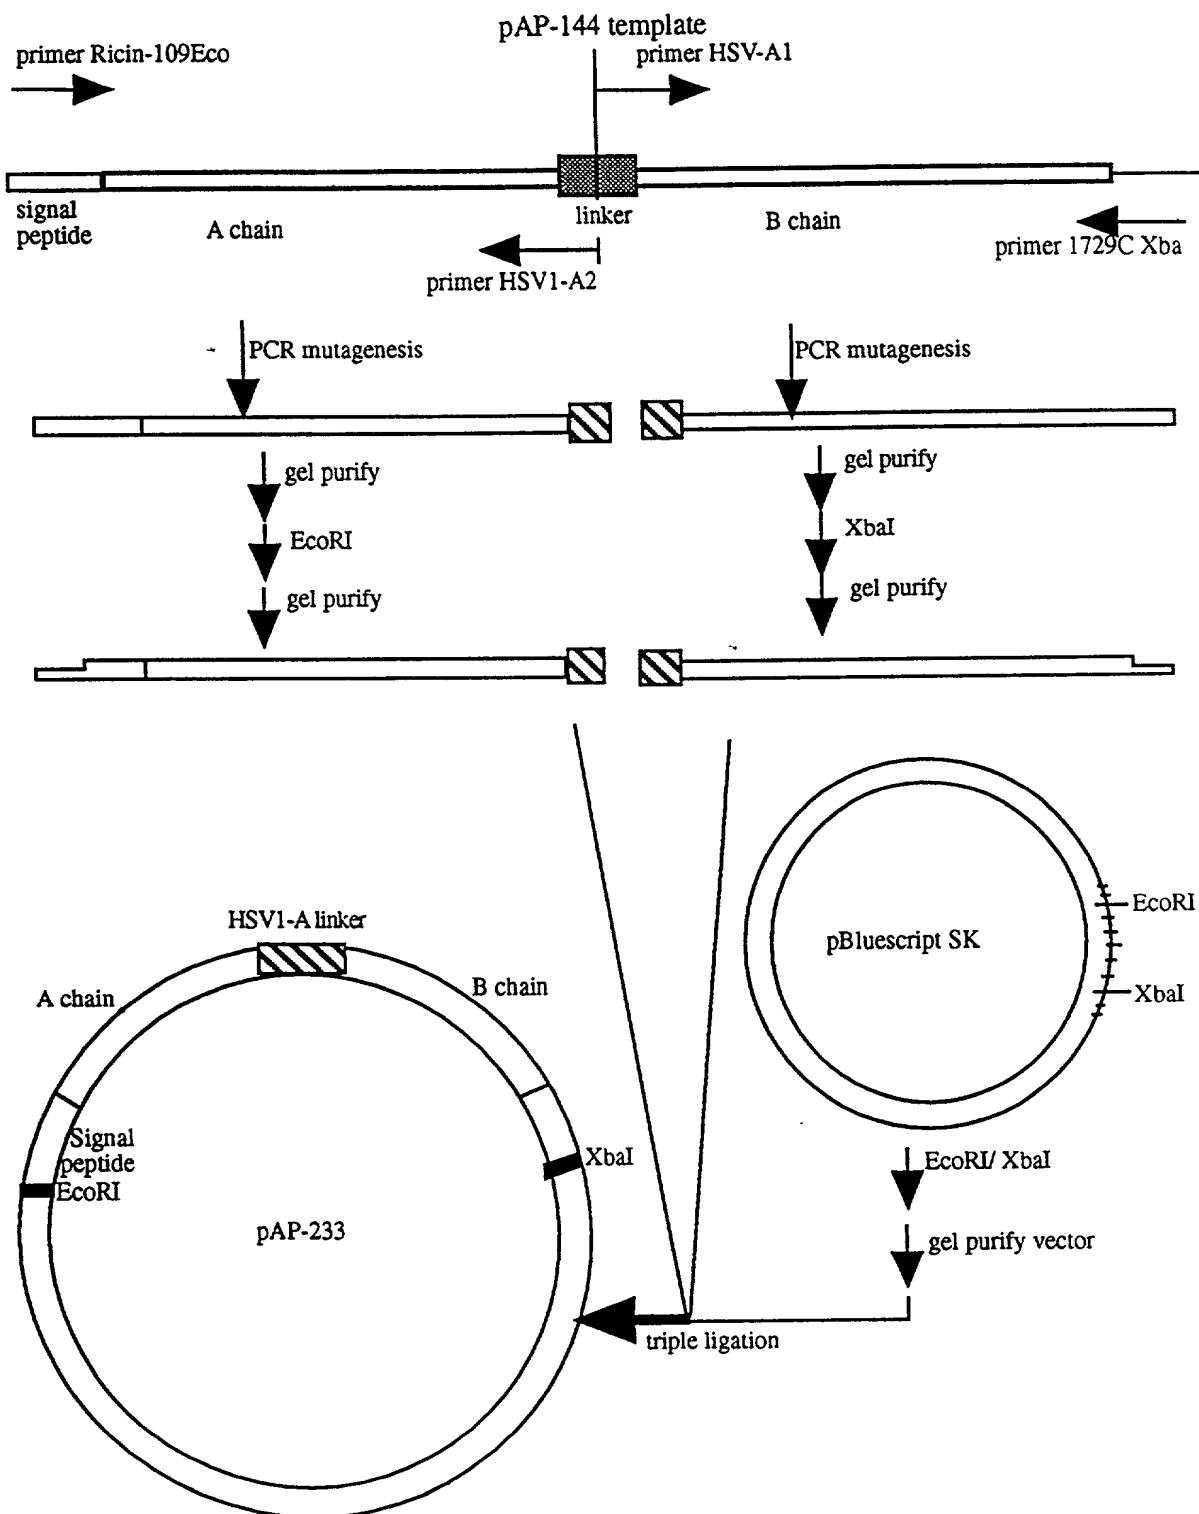 pAP-144 template
primer Ricin-109Eco
primer HSV-A1
signal
peptide
A chain
linker
B chain
primer HSV1-A2
primer 1729C Xba
PCR mutagenesis
PCR mutagenesis
gel purify
gel purify
EcoRI
XbaI
gel purify
gel purify
HSV1-A linker
A chain
B chain
pBluescript SK
EcoRI
XbaI
Signal
peptide
EcoRI
XbaI
pAP-233
EcoRI/ XbaI
gel purify vector
triple ligation